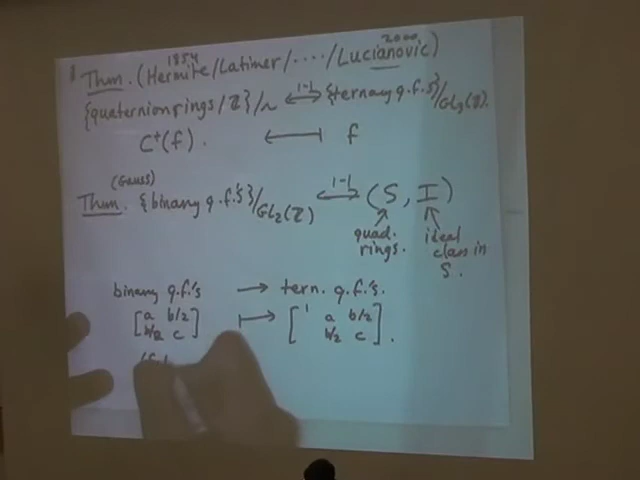 1854 2000
Thm. (Hermite/Latimer/····/Lucianovic)
{quaternion rings/ℤ}/~ ⟷ 1-1 {ternary q.f.'s}/GL₃(ℤ).
C⁺(f). ⟻ f
(Gauss)
Thm. {binary q.f.'s}/GL₂(ℤ) ⟷ 1-1 (S, I)
quad. ideal
rings. class in
S.
binary q.f.'s → tern. q.f.'s.
[a b/2 ⟼ [1 a b/2
b/2 c] b/2 c].